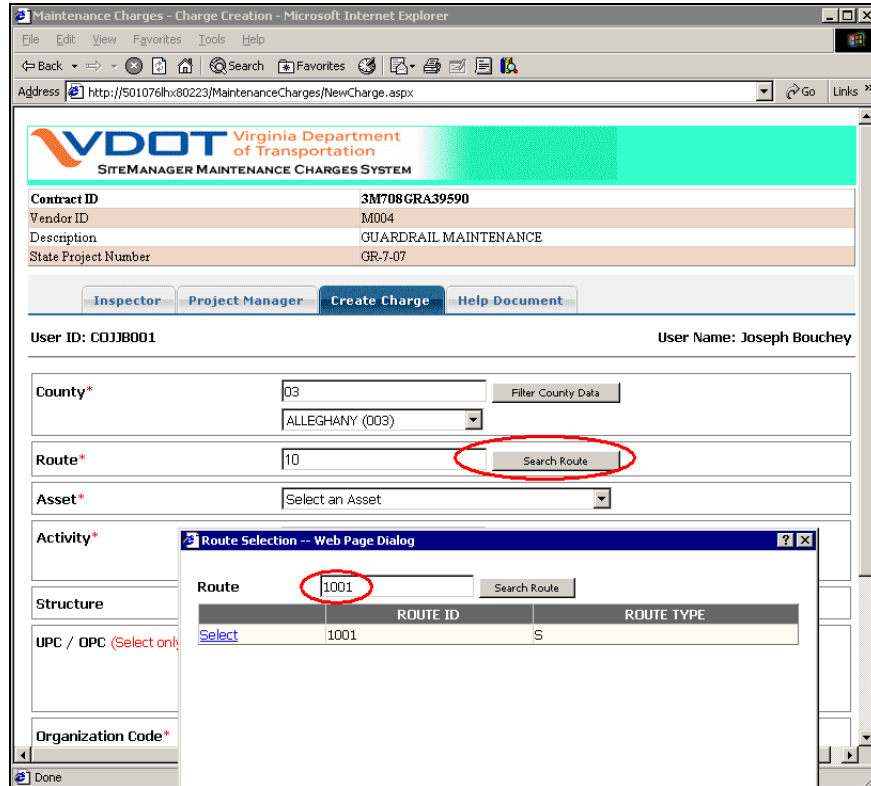 Maintenance Charges - Charge Creation - Microsoft Internet Explorer
File Edit View Favorites Tools Help
Back Search Favorites
Address http://501076lhx80223/MaintenanceCharges/NewCharge.aspx Go Links »
VDOT Virginia Department of Transportation
SITEMANAGER MAINTENANCE CHARGES SYSTEM
Contract ID 3M708GRA39590
Vendor ID M004
Description GUARDRAIL MAINTENANCE
State Project Number GR-7-07
Inspector Project Manager Create Charge Help Document
User ID: COJJB001 User Name: Joseph Bouchey
County* 03 Filter County Data
ALLEGHANY (003)
Route* 10 Search Route
Asset* Select an Asset
Activity*
Route Selection -- Web Page Dialog
Route 1001 Search Route
Structure
ROUTE ID ROUTE TYPE
Select 1001 S
UPC / OPC (Select only
Organization Code*
Done